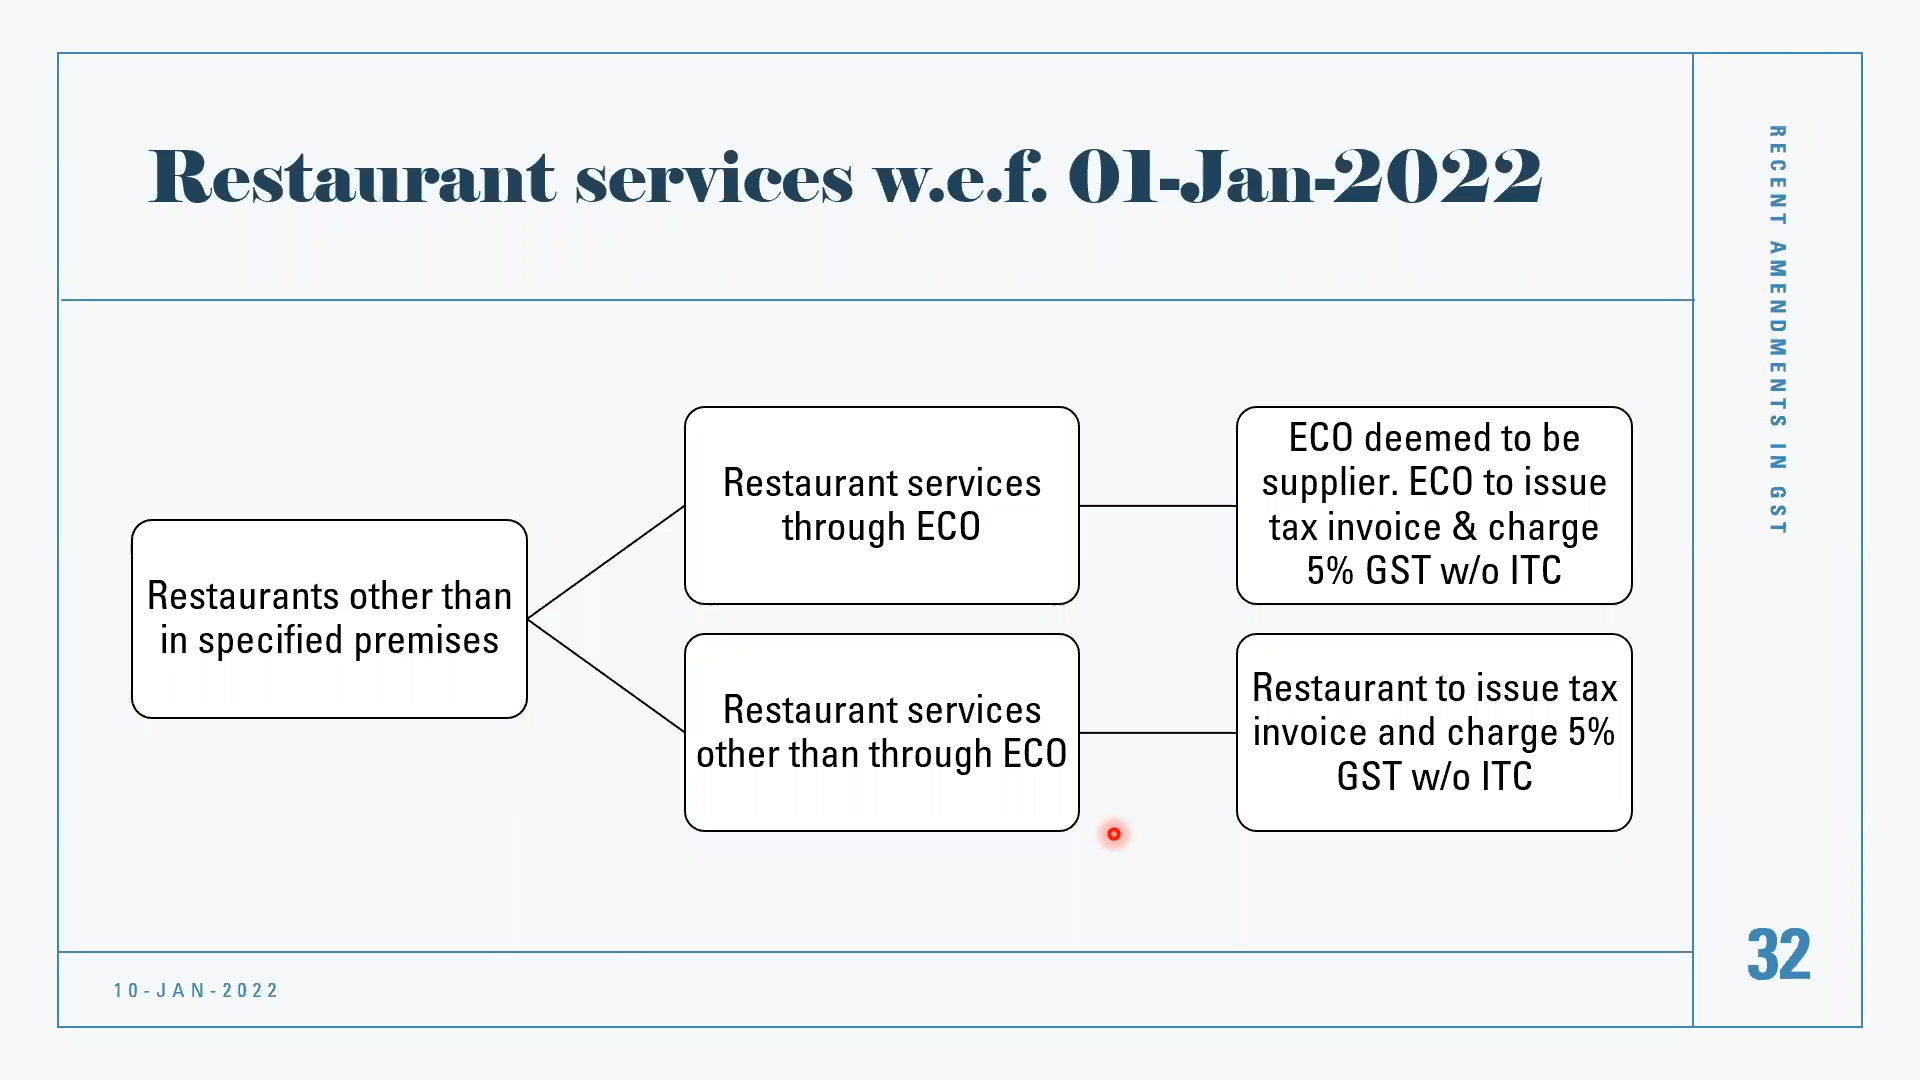 Restaurant services w.e.f. 01-Jan-2022
RECENT AMENDMENTS IN GST
Restaurants other than
in specified premises
Restaurant services
through ECO
ECO deemed to be
supplier. ECO to issue
tax invoice & charge
5% GST w/o ITC
Restaurant services
other than through ECO
Restaurant to issue tax
invoice and charge 5%
GST w/o ITC
10-JAN-2022
32